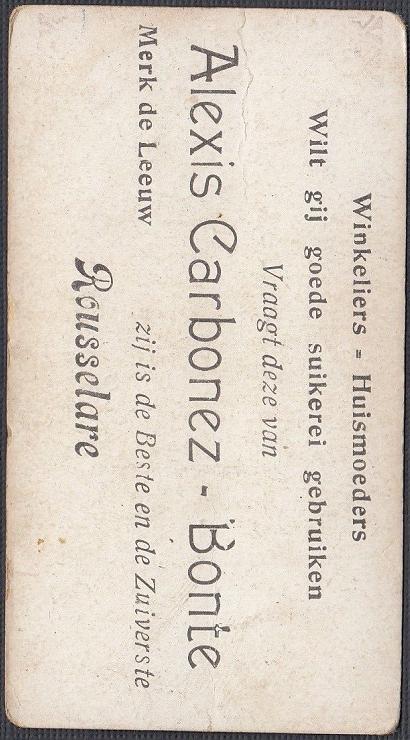 Winkeliers - Huismoeders
Wilt gij goede suikerei gebruiken
Vraagt deze van
Alexis Carbonez - Bonte
Merk de Leeuw zij is de Beste en de Zuiverste
Rousselare